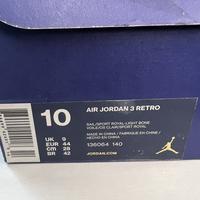 10
AIR JORDAN 3 RETRO
UK 9
EUR 44
CM 28
BR 42
SAIL/SPORT ROYAL-LIGHT BONE
VOILE/OS CLAIR/SPORT ROYAL
MADE IN CHINA / FABRIQUE EN CHINE /
HECHO EN CHINA
136064 140
JORDAN.COM